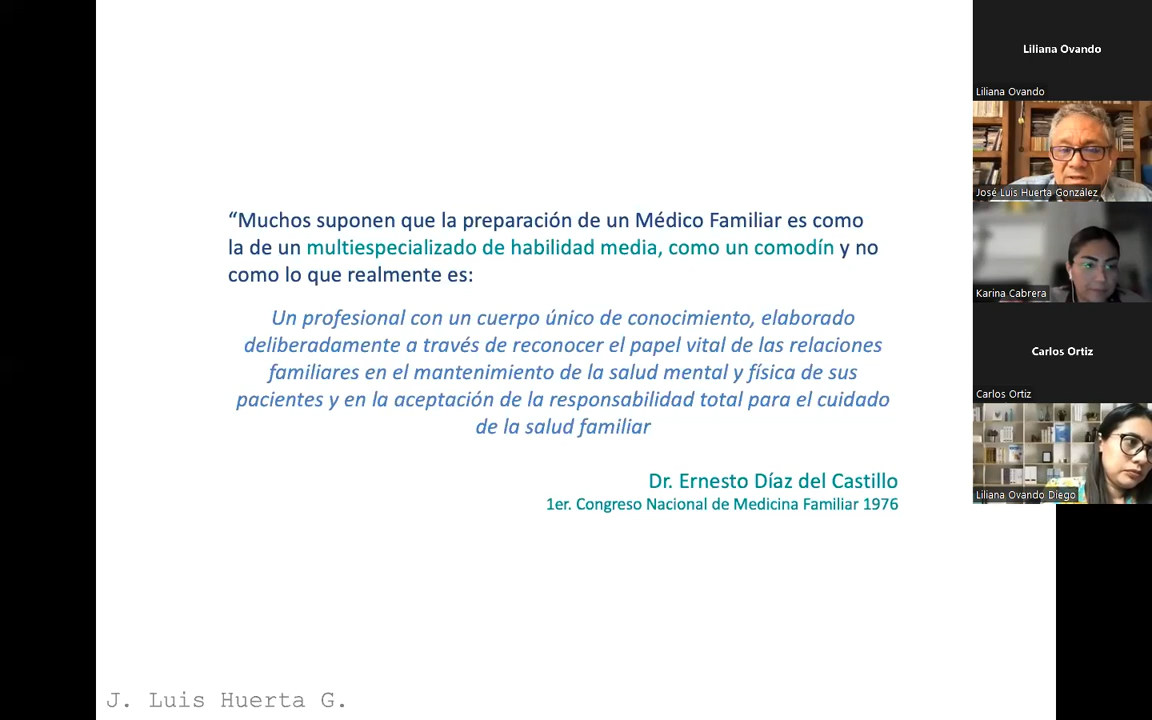 “Muchos suponen que la preparación de un Médico Familiar es como
la de un multiespecializado de habilidad media, como un comodín y no
como lo que realmente es:
Un profesional con un cuerpo único de conocimiento, elaborado
deliberadamente a través de reconocer el papel vital de las relaciones
familiares en el mantenimiento de la salud mental y física de sus
pacientes y en la aceptación de la responsabilidad total para el cuidado
de la salud familiar
Dr. Ernesto Díaz del Castillo
1er. Congreso Nacional de Medicina Familiar 1976
J. Luis Huerta G.
Liliana Ovando
Liliana Ovando
José Luis Huerta González
Karina Cabrera
Carlos Ortiz
Carlos Ortiz
Liliana Ovando Diego